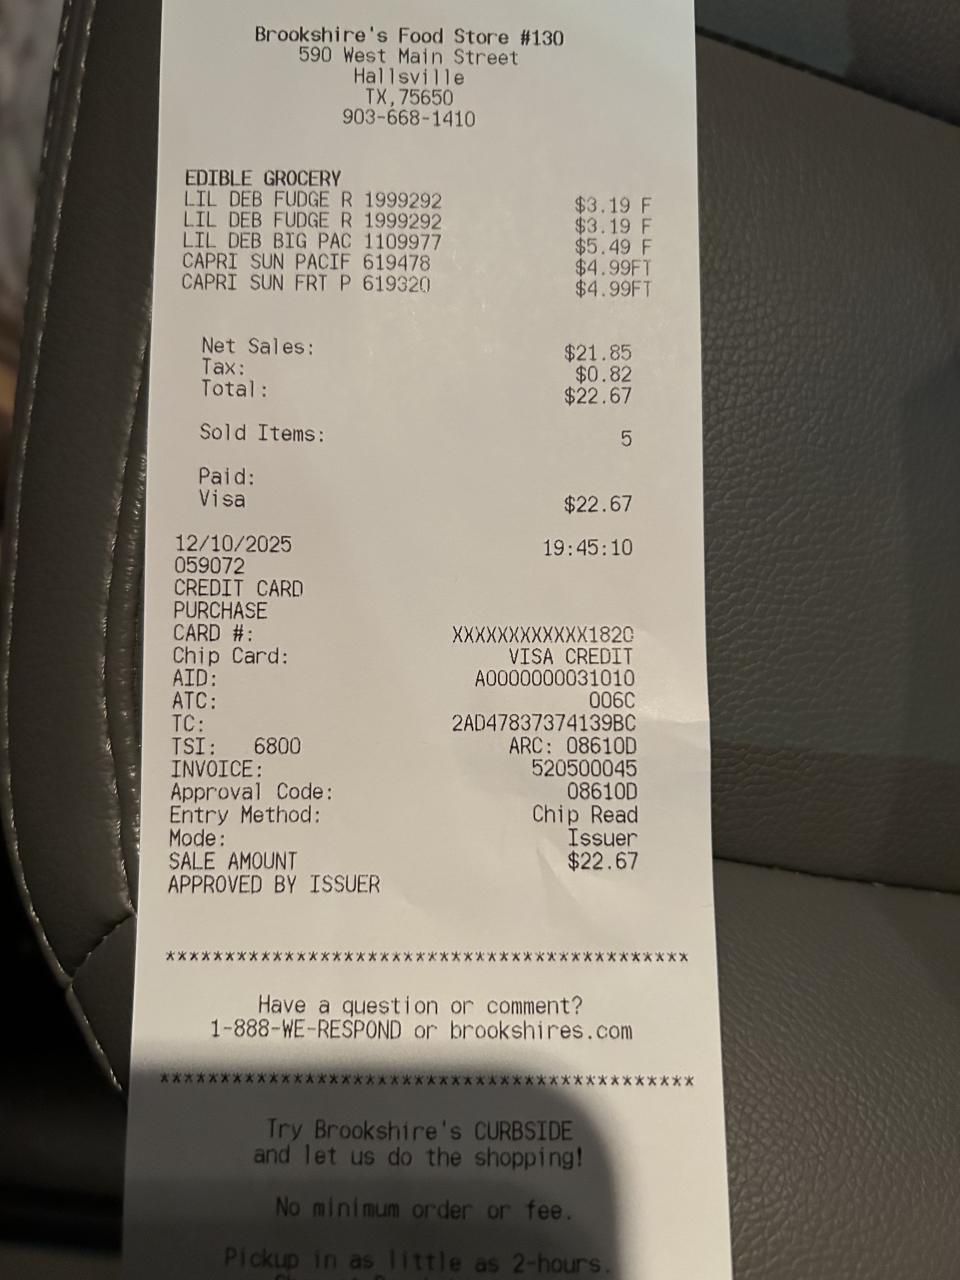 Brookshire's Food Store #130
590 West Main Street
Hallsville
TX,75650
903-668-1410
EDIBLE GROCERY
LIL DEB FUDGE R 1999292 $3.19 F
LIL DEB FUDGE R 1999292 $3.19 F
LIL DEB BIG PAC 1109977 $5.49 F
CAPRI SUN PACIF 619478 $4.99FT
CAPRI SUN FRT P 619320 $4.99FT
Net Sales: $21.85
Tax: $0.82
Total: $22.67
Sold Items: 5
Paid:
Visa $22.67
12/10/2025 19:45:10
059072
CREDIT CARD
PURCHASE
CARD #: XXXXXXXXXXXX1820
Chip Card: VISA CREDIT
AID: A0000000031010
ATC: 006C
TC: 2AD47837374139BC
TSI: 6800 ARC: 08610D
INVOICE: 520500045
Approval Code: 08610D
Entry Method: Chip Read
Mode: Issuer
SALE AMOUNT $22.67
APPROVED BY ISSUER
********************************************
Have a question or comment?
1-888-WE-RESPOND or brookshires.com
********************************************
Try Brookshire's CURBSIDE
and let us do the shopping!
No minimum order or fee.
Pickup in as little as 2-hours.